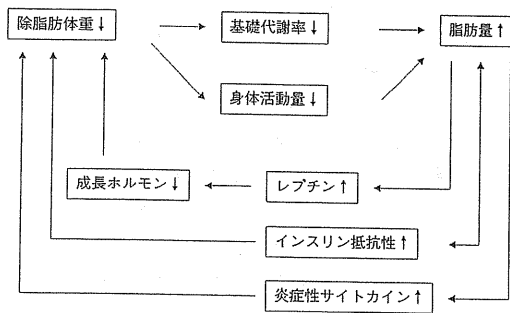 除脂肪体重↓
基礎代謝率↓
脂肪量↑
身体活動量↓
成長ホルモン↓
レプチン↑
インスリン抵抗性↑
炎症性サイトカイン↑